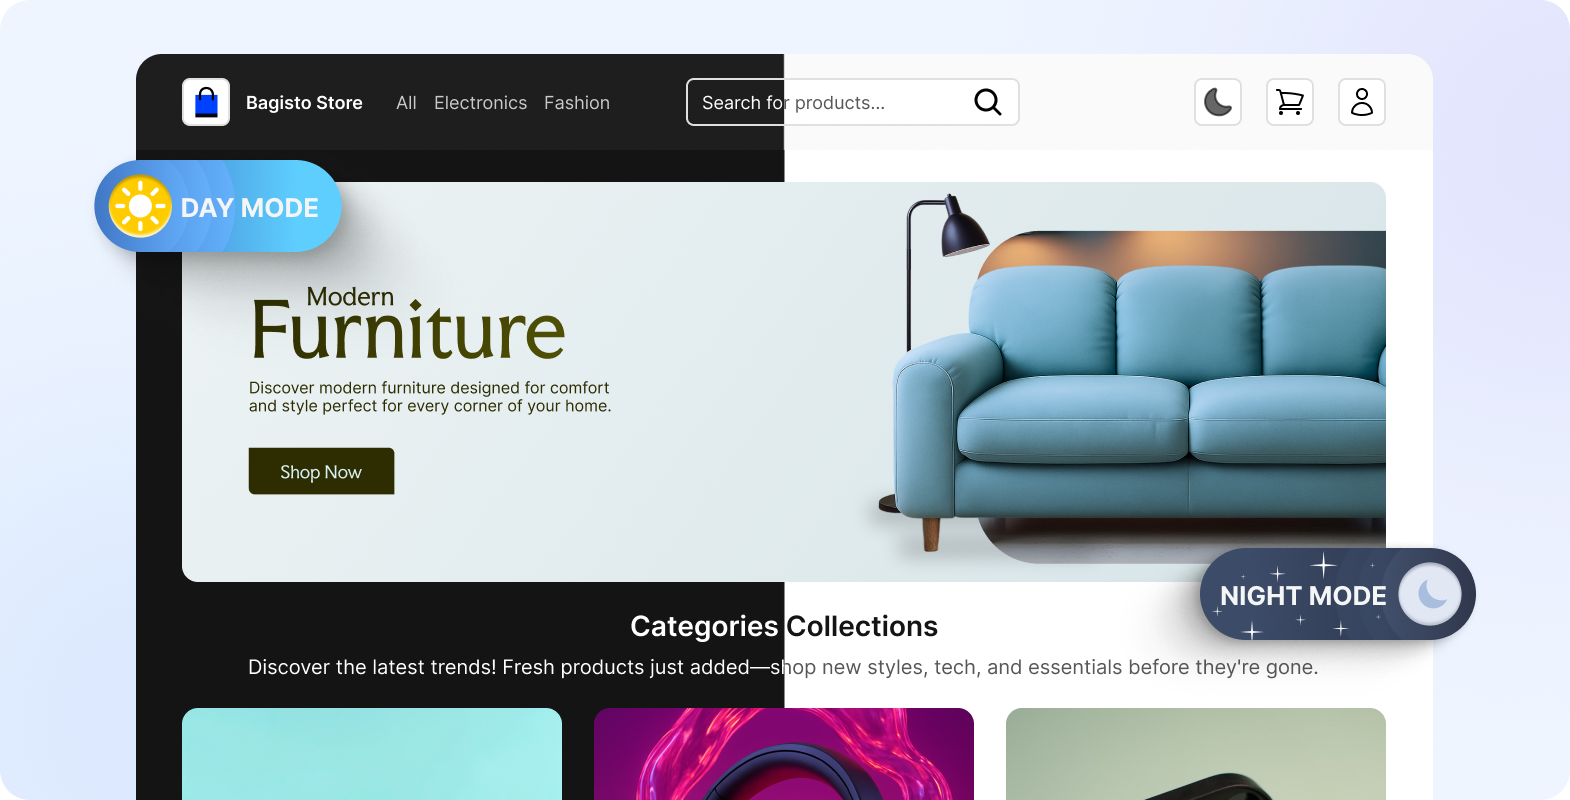 Bagisto Store All Electronics Fashion Search for products...
DAY MODE
Modern
Furniture
Discover modern furniture designed for comfort
and style perfect for every corner of your home.
Shop Now
NIGHT MODE
Categories Collections
Discover the latest trends! Fresh products just added—shop new styles, tech, and essentials before they're gone.